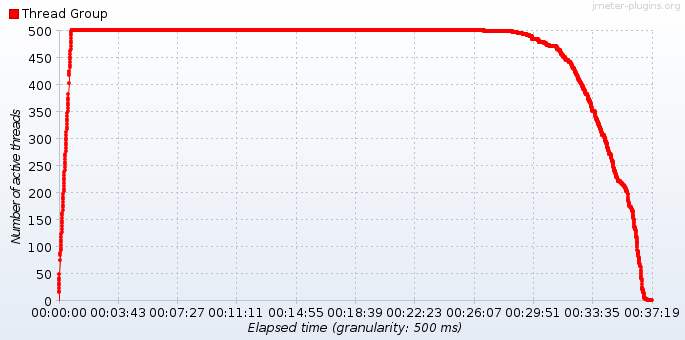 jmeter-plugins.org
Thread Group
500
450
400
350
300
250
200
150
100
50
0
Number of active threads
00:00:00 00:03:43 00:07:27 00:11:11 00:14:55 00:18:39 00:22:23 00:26:07 00:29:51 00:33:35 00:37:19
Elapsed time (granularity: 500 ms)